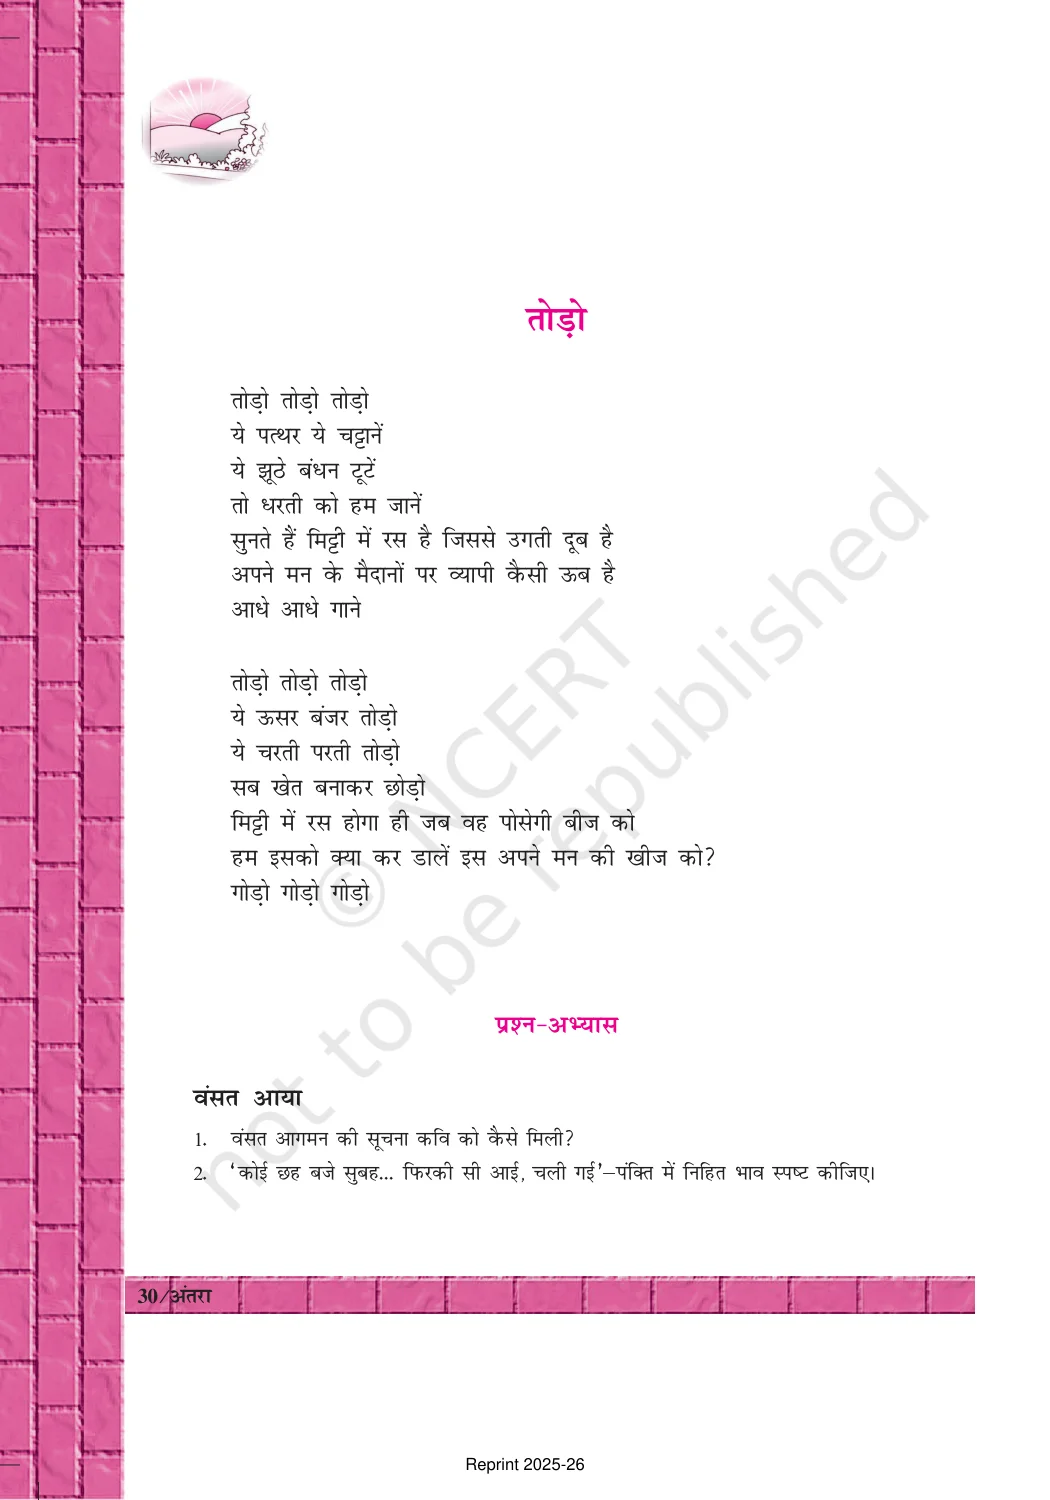 तोड़ो
तोड़ो तोड़ो तोड़ो
ये पत्थर ये चट्टानें
ये झूठे बंधन टूटें
तो धरती को हम जानें
सुनते हैं मिट्टी में रस है जिससे उगती दूब है
अपने मन के मैदानों पर व्यापी कैसी ऊब है
आधे आधे गाने
तोड़ो तोड़ो तोड़ो
ये ऊसर बंजर तोड़ो
ये चरती परती तोड़ो
सब खेत बनाकर छोड़ो
मिट्टी में रस होगा ही जब वह पोसेगी बीज को
हम इसको क्या कर डालें इस अपने मन की खीज को?
गोड़ो गोड़ो गोड़ो
प्रश्न-अभ्यास
वंसत आया
1. वंसत आगमन की सूचना कवि को कैसे मिली?
2. ‘कोई छह बजे सुबह... फिरकी सी आई, चली गई’–पंक्ति में निहित भाव स्पष्ट कीजिए।
30/अंतरा
© NCERT
not to be republished
Reprint 2025-26